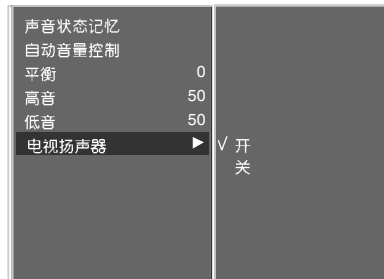 声音状态记忆
自动音量控制
平衡 0
高音 50
低音 50
电视扬声器 ► √ 开
关